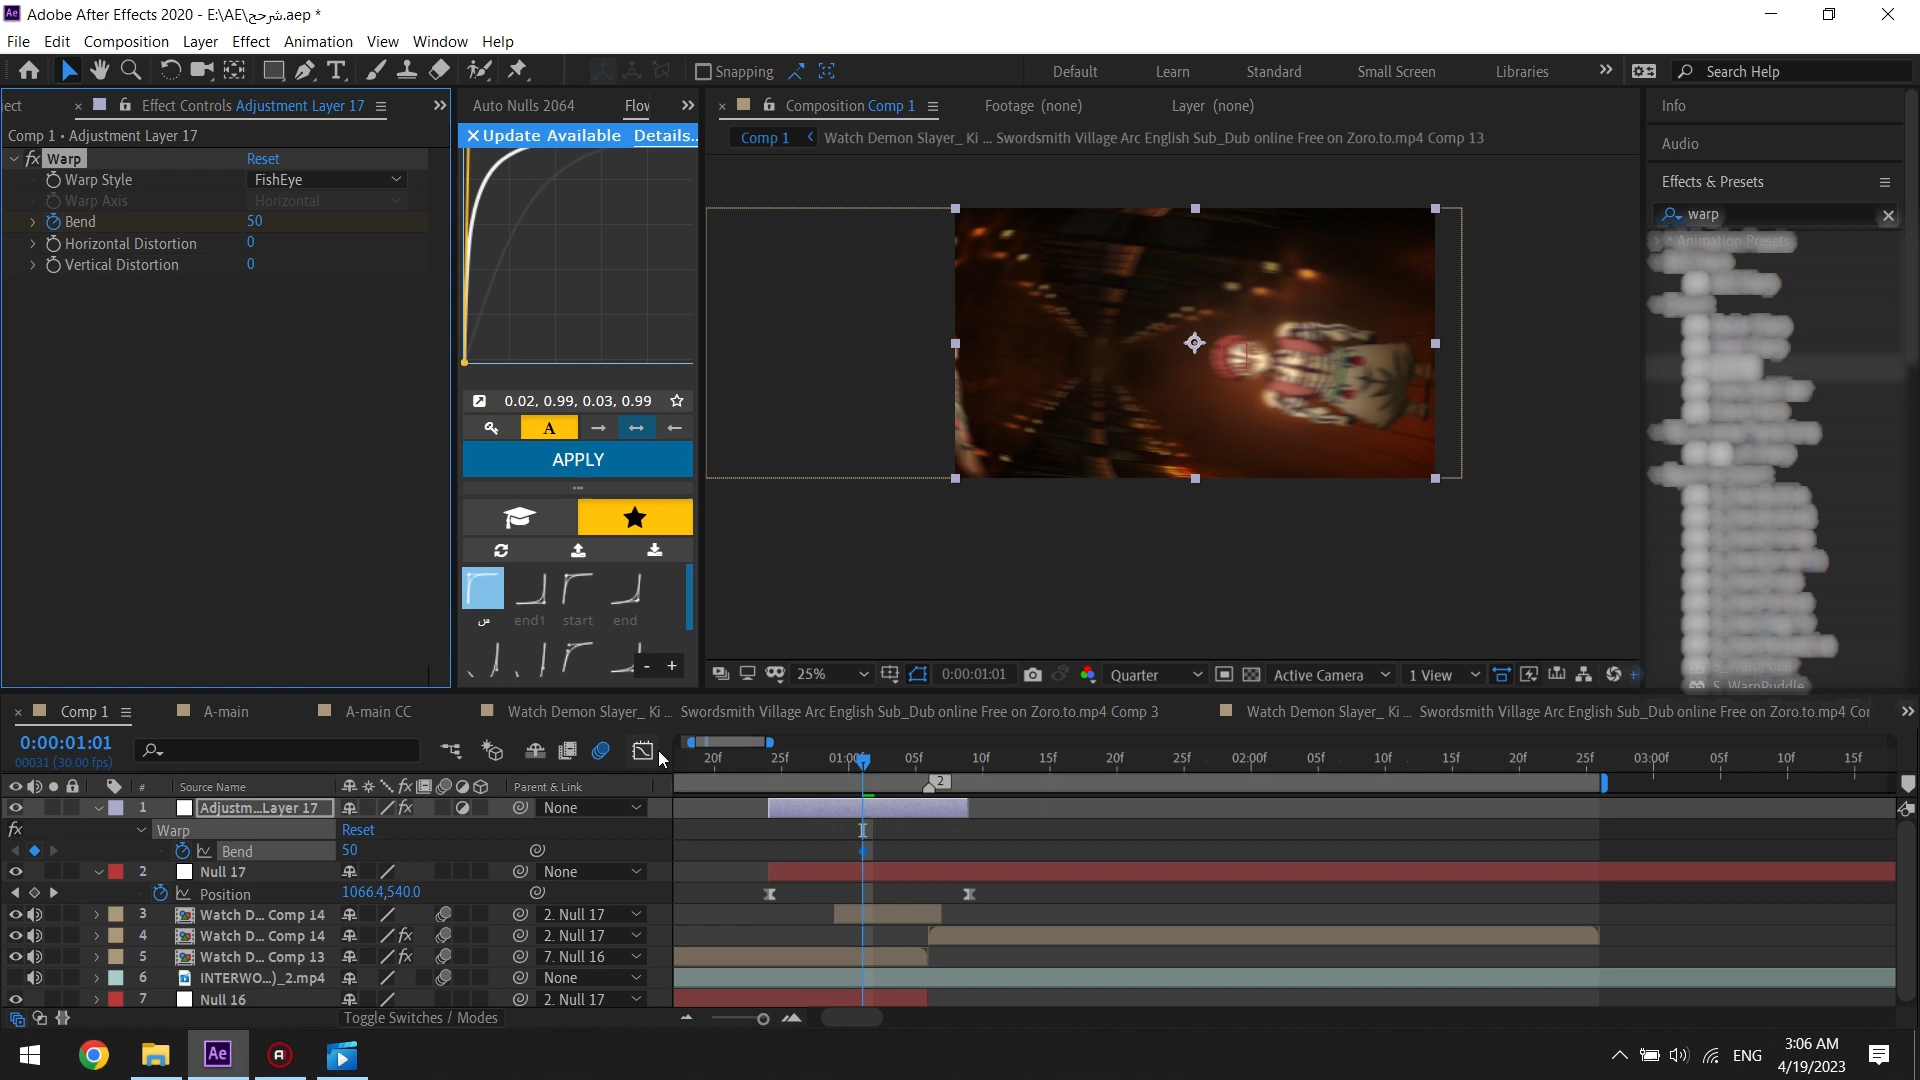 Adobe After Effects 2020 - E:\AE\شرحح.aep *
File Edit Composition Layer Effect Animation View Window Help
Snapping Default Learn Standard Small Screen Libraries Search Help
ject Effect Controls Adjustment Layer 17
Comp 1 • Adjustment Layer 17
fx Warp Reset
Warp Style FishEye
Warp Axis Horizontal
Bend 50
Horizontal Distortion 0
Vertical Distortion 0
Auto Nulls 2064 Flow
Update Available Details..
0.02, 0.99, 0.03, 0.99
A
APPLY
س end1 start end
- +
Composition Comp 1 Footage (none) Layer (none)
Comp 1 Watch Demon Slayer_ Ki ... Swordsmith Village Arc English Sub_Dub online Free on Zoro.to.mp4 Comp 13
25% 0:00:01:01 Quarter Active Camera 1 View
Info
Audio
Effects & Presets
warp
Animation Presets
S_WarpPuddle
Comp 1 A-main A-main CC Watch Demon Slayer_ Ki ... Swordsmith Village Arc English Sub_Dub online Free on Zoro.to.mp4 Comp 3 Watch Demon Slayer_ Ki ... Swordsmith Village Arc English Sub_Dub online Free on Zoro.to.mp4 Co
0:00:01:01
00031 (30.00 fps)
20f 25f 01:00f 05f 10f 15f 20f 25f 02:00f 05f 10f 15f 20f 25f 03:00f 05f 10f 15f
2
# Source Name Parent & Link
1 Adjustm...Layer 17 None
fx Warp Reset
Bend 50
2 Null 17 None
Position 1066.4,540.0
3 Watch D... Comp 14 2. Null 17
4 Watch D... Comp 14 2. Null 17
5 Watch D... Comp 13 7. Null 16
6 INTERWO...)_2.mp4 None
7 Null 16 2. Null 17
Toggle Switches / Modes
Ae ENG 3:06 AM
4/19/2023